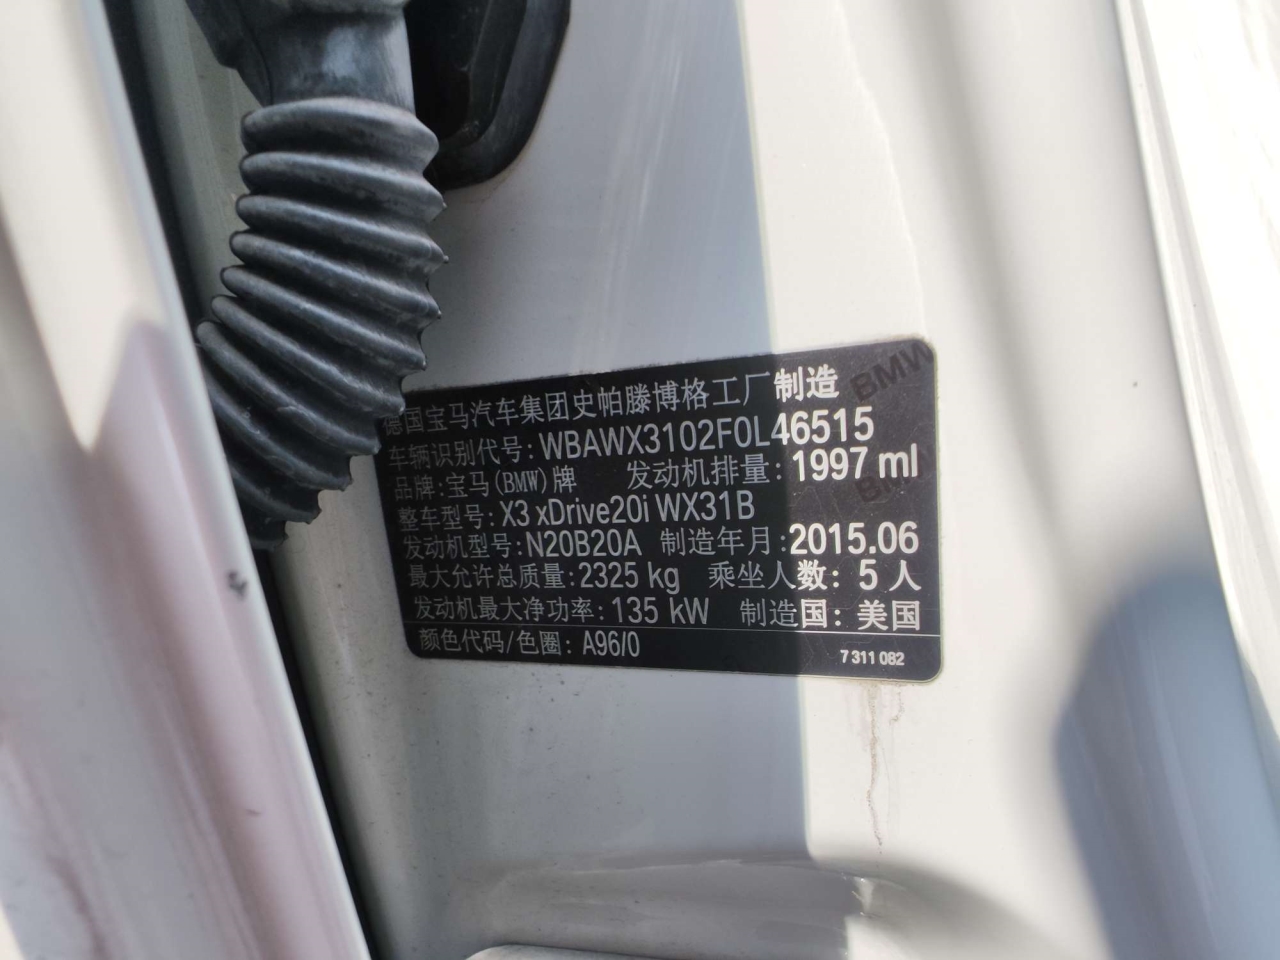 德国宝马汽车集团史帕滕博格工厂制造
车辆识别代号: WBAWX3102F0L46515
品牌:宝马(BMW)牌 发动机排量: 1997 ml
整车型号: X3 xDrive20i WX31B
发动机型号:N20B20A 制造年月:2015.06
最大允许总质量: 2325 kg 乘坐人数: 5 人
发动机最大净功率: 135 kW 制造国: 美国
颜色代码/色圈: A96/0
7 311 082
BMW
BMW